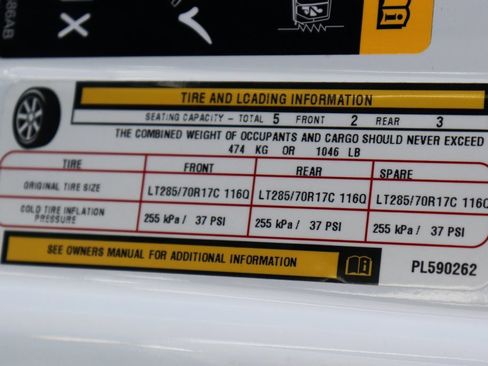 86AB
X
TIRE AND LOADING INFORMATION
SEATING CAPACITY - TOTAL 5 FRONT 2 REAR 3
THE COMBINED WEIGHT OF OCCUPANTS AND CARGO SHOULD NEVER EXCEED
474 KG OR 1046 LB
TIRE FRONT REAR SPARE
ORIGINAL TIRE SIZE LT285/70R17C 116Q LT285/70R17C 116Q LT285/70R17C 116Q
COLD TIRE INFLATION PRESSURE 255 kPa / 37 PSI 255 kPa / 37 PSI 255 kPa / 37 PSI
SEE OWNERS MANUAL FOR ADDITIONAL INFORMATION
PL590262